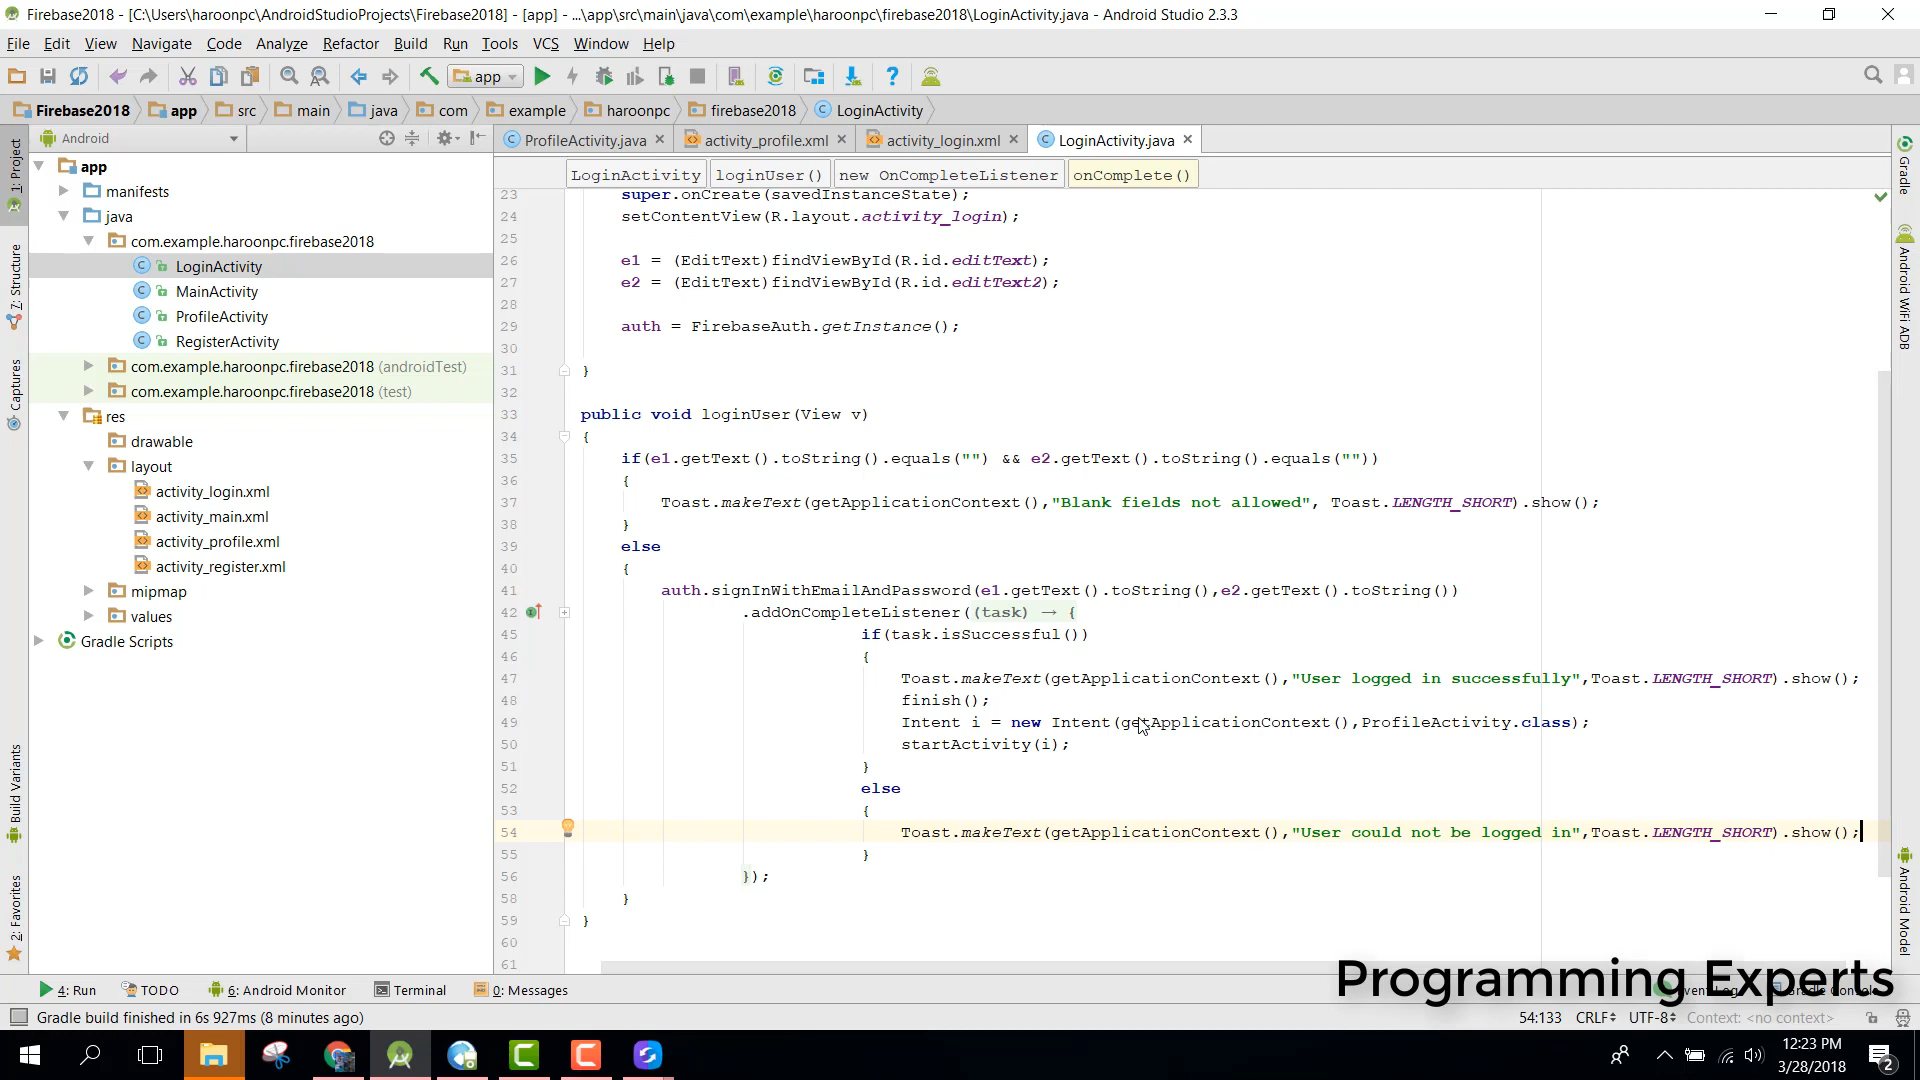 Firebase2018 - [C:\Users\haroonpc\AndroidStudioProjects\Firebase2018] - [app] - ...\app\src\main\java\com\example\haroonpc\firebase2018\LoginActivity.java - Android Studio 2.3.3
File Edit View Navigate Code Analyze Refactor Build Run Tools VCS Window Help
app
Firebase2018 app src main java com example haroonpc firebase2018 LoginActivity
Android
ProfileActivity.java activity_profile.xml activity_login.xml LoginActivity.java
LoginActivity loginUser() new OnCompleteListener onComplete()
1: Project
7: Structure
Captures
Build Variants
2: Favorites
app
manifests
java
com.example.haroonpc.firebase2018
LoginActivity
MainActivity
ProfileActivity
RegisterActivity
com.example.haroonpc.firebase2018 (androidTest)
com.example.haroonpc.firebase2018 (test)
res
drawable
layout
activity_login.xml
activity_main.xml
activity_profile.xml
activity_register.xml
mipmap
values
Gradle Scripts
23 super.onCreate(savedInstanceState);
24 setContentView(R.layout.activity_login);
25
26 e1 = (EditText)findViewById(R.id.editText);
27 e2 = (EditText)findViewById(R.id.editText2);
28
29 auth = FirebaseAuth.getInstance();
30
31 }
32
33 public void loginUser(View v)
34 {
35 if(e1.getText().toString().equals("") && e2.getText().toString().equals(""))
36 {
37 Toast.makeText(getApplicationContext(),"Blank fields not allowed", Toast.LENGTH_SHORT).show();
38 }
39 else
40 {
41 auth.signInWithEmailAndPassword(e1.getText().toString(),e2.getText().toString())
42 .addOnCompleteListener((task) → {
45 if(task.isSuccessful())
46 {
47 Toast.makeText(getApplicationContext(),"User logged in successfully",Toast.LENGTH_SHORT).show();
48 finish();
49 Intent i = new Intent(getApplicationContext(),ProfileActivity.class);
50 startActivity(i);
51 }
52 else
53 {
54 Toast.makeText(getApplicationContext(),"User could not be logged in",Toast.LENGTH_SHORT).show();
55 }
56 });
58 }
59 }
60
61
Gradle
Android WiFi ADB
Android Model
Programming Experts
4: Run TODO 6: Android Monitor Terminal 0: Messages
Gradle build finished in 6s 927ms (8 minutes ago) 54:133 CRLF UTF-8 Context: <no context>
12:23 PM
3/28/2018
2